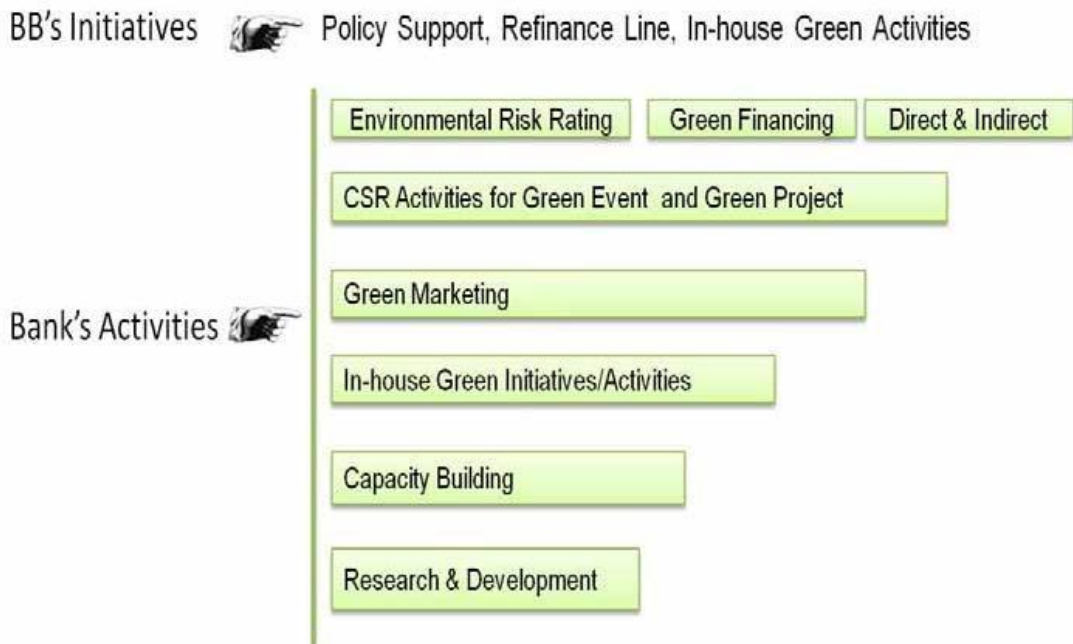 BB's Initiatives Policy Support, Refinance Line, In-house Green Activities
Environmental Risk Rating Green Financing Direct & Indirect
CSR Activities for Green Event and Green Project
Green Marketing
Bank's Activities
In-house Green Initiatives/Activities
Capacity Building
Research & Development